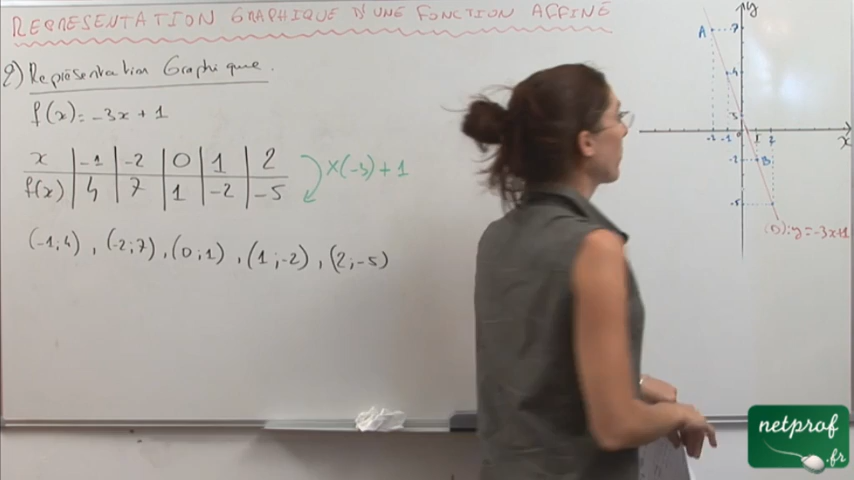 REPRESENTATION GRAPHIQUE D'UNE FONCTION AFFINE
2) Représentation Graphique.
f(x) = -3x + 1
x | -1 | -2 | 0 | 1 | 2
f(x) | 4 | 7 | 1 | -2 | -5
x(-3) + 1
(-1;4), (-2;7), (0;1), (1;-2), (2;-5)
y
A 7
4
-2 -1 0 1 2 x
-2 B
-5
(D): y = -3x+1
netprof
.fr